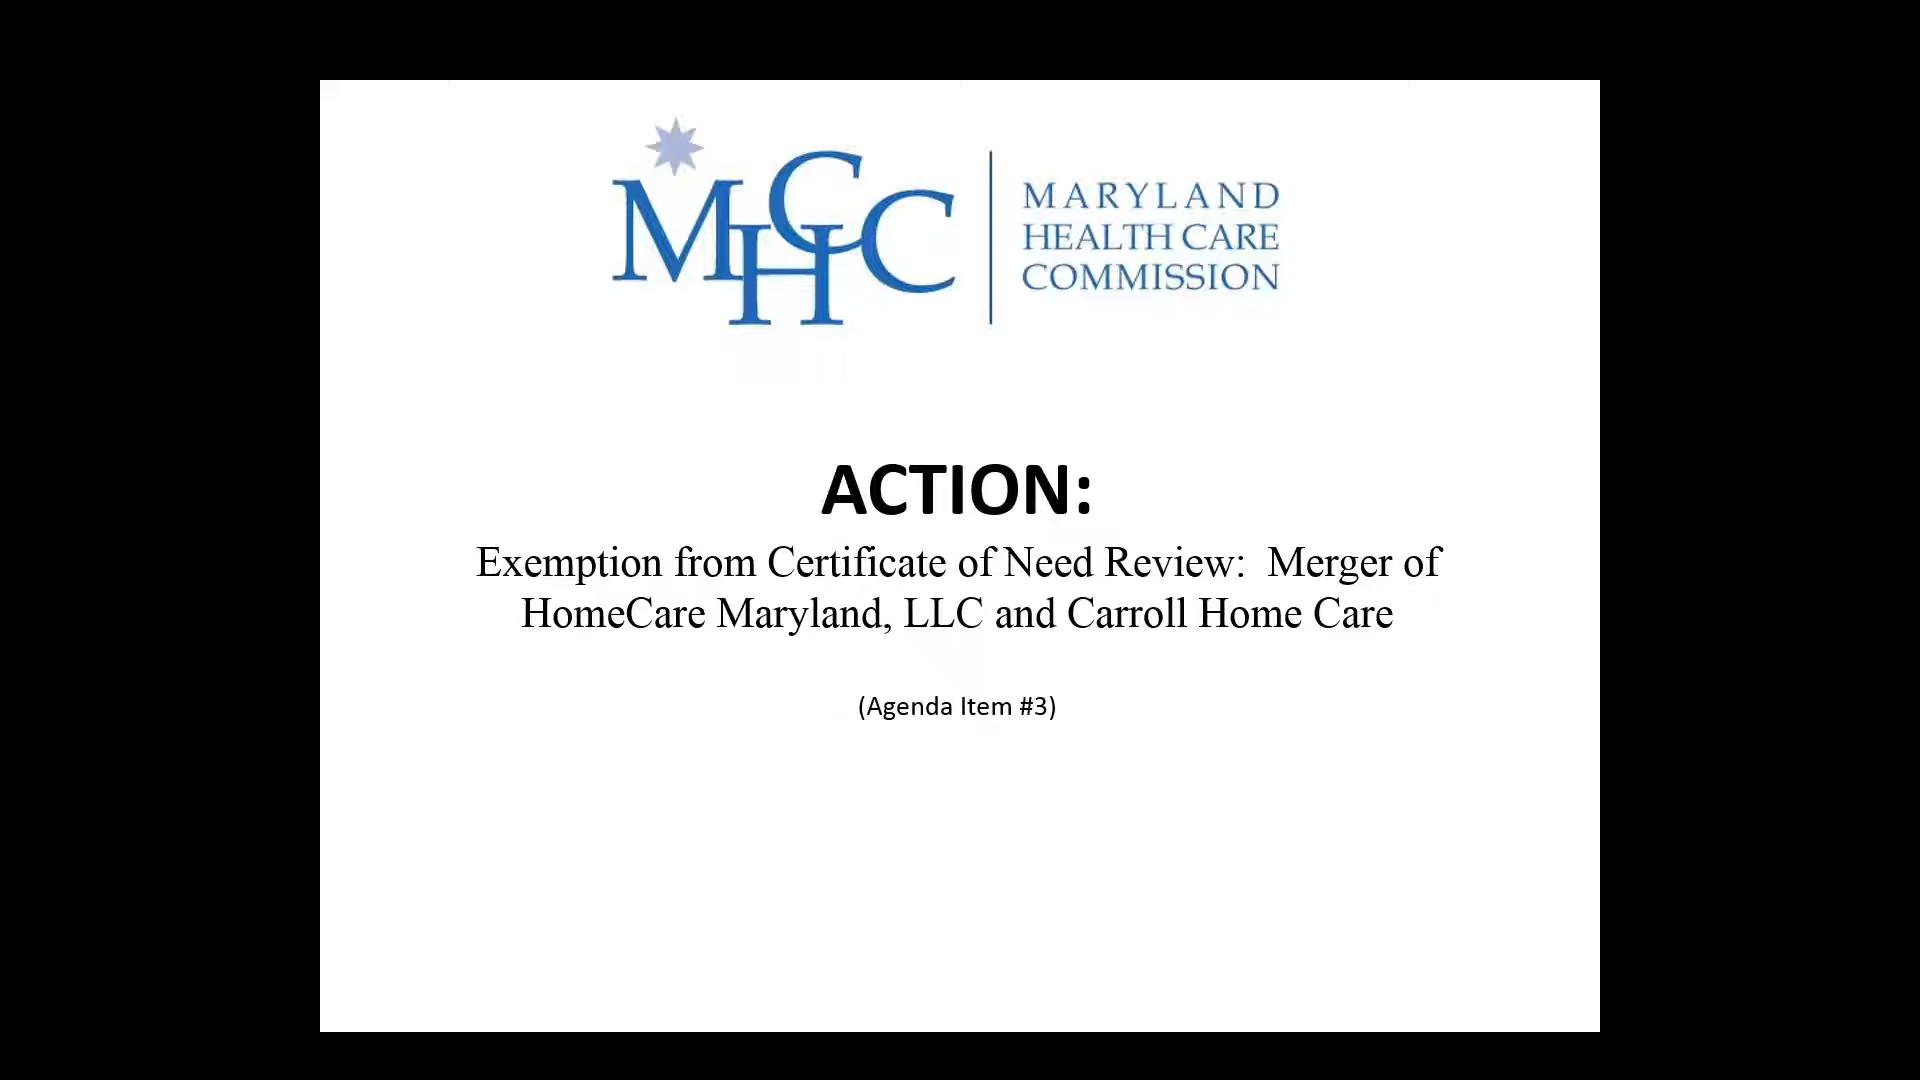 MHCC
MARYLAND
HEALTH CARE
COMMISSION
ACTION:
Exemption from Certificate of Need Review:  Merger of
HomeCare Maryland, LLC and Carroll Home Care
(Agenda Item #3)